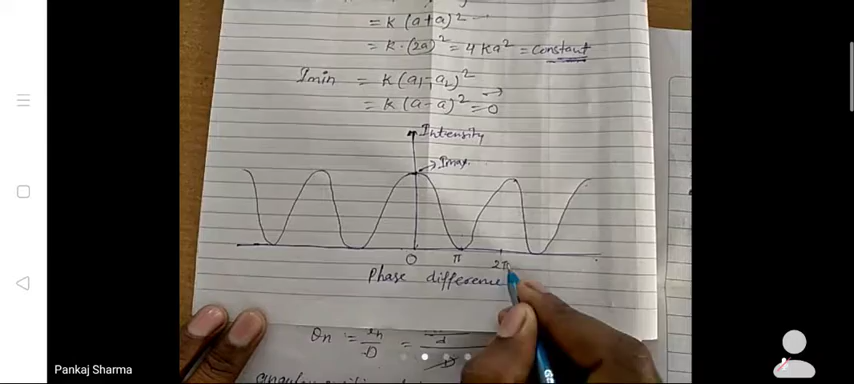 = K (a+a)²
= K·(2a)² = 4Ka² = Constant
Imin = K(a₁-a₂)²
= K(a-a)² = 0
Intensity
Imax
0 π 2π
Phase difference
θn = = 
D
Pankaj Sharma